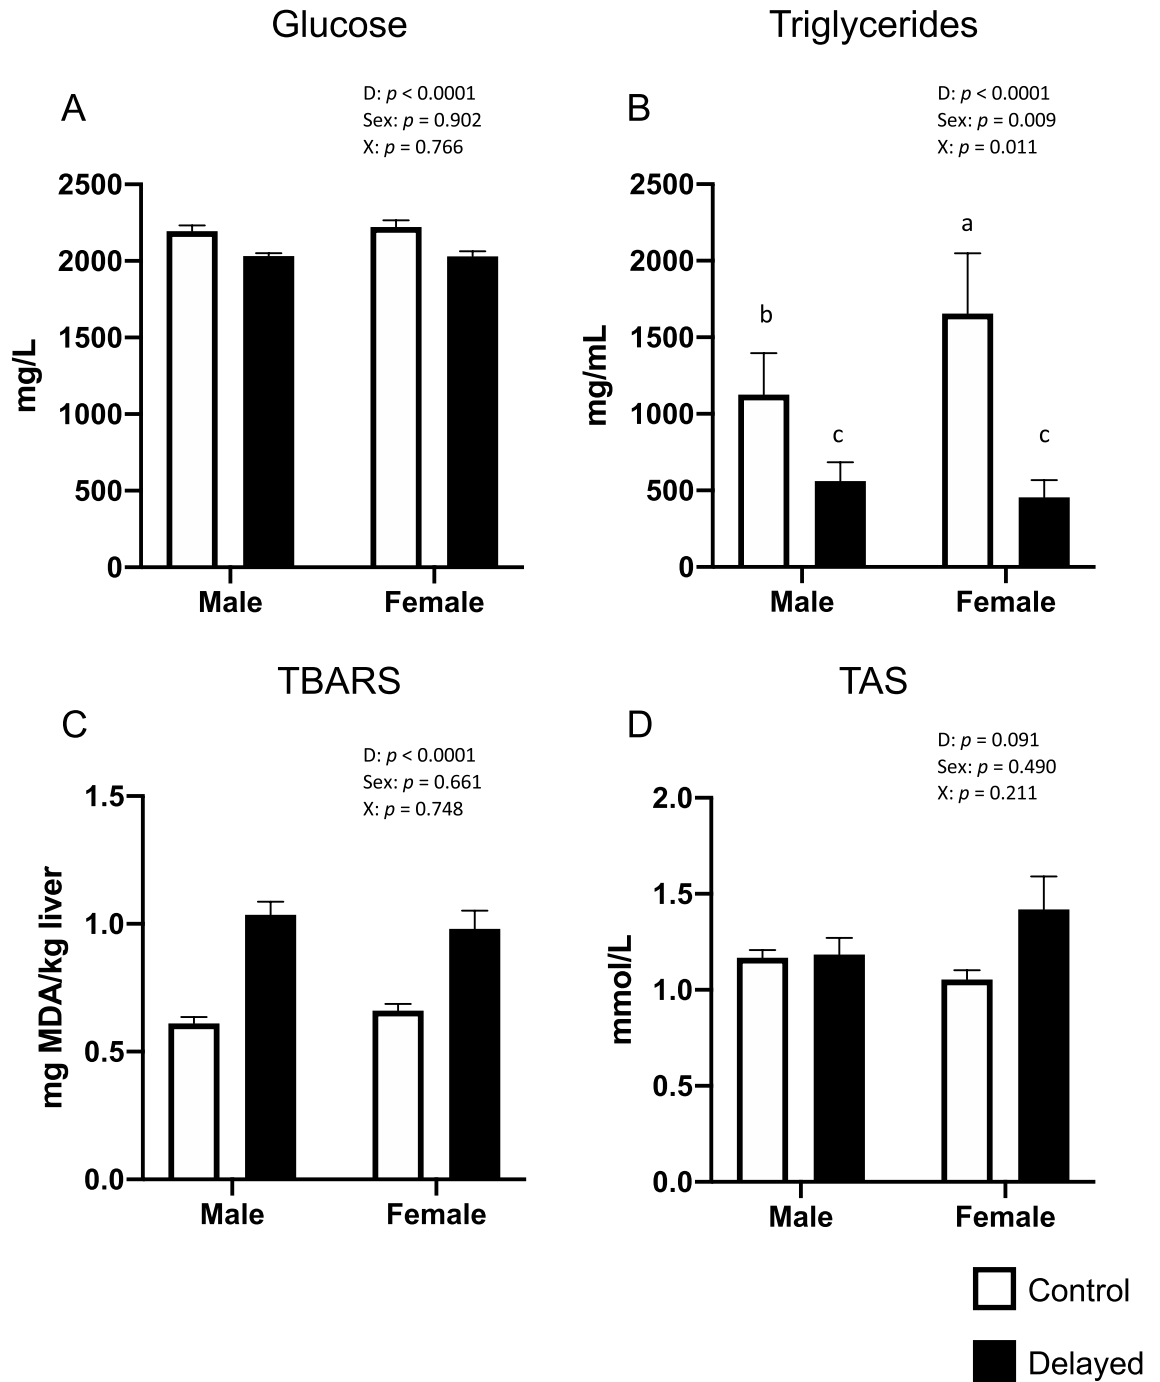 Glucose
A
D: p < 0.0001
Sex: p = 0.902
X: p = 0.766
mg/L
2500
2000
1500
1000
500
0
Male
Female
Triglycerides
B
D: p < 0.0001
Sex: p = 0.009
X: p = 0.011
mg/mL
2500
2000
1500
1000
500
0
b
c
a
c
Male
Female
TBARS
C
D: p < 0.0001
Sex: p = 0.661
X: p = 0.748
mg MDA/kg liver
1.5
1.0
0.5
0.0
Male
Female
TAS
D
D: p = 0.091
Sex: p = 0.490
X: p = 0.211
mmol/L
2.0
1.5
1.0
0.5
0.0
Male
Female
Control
Delayed